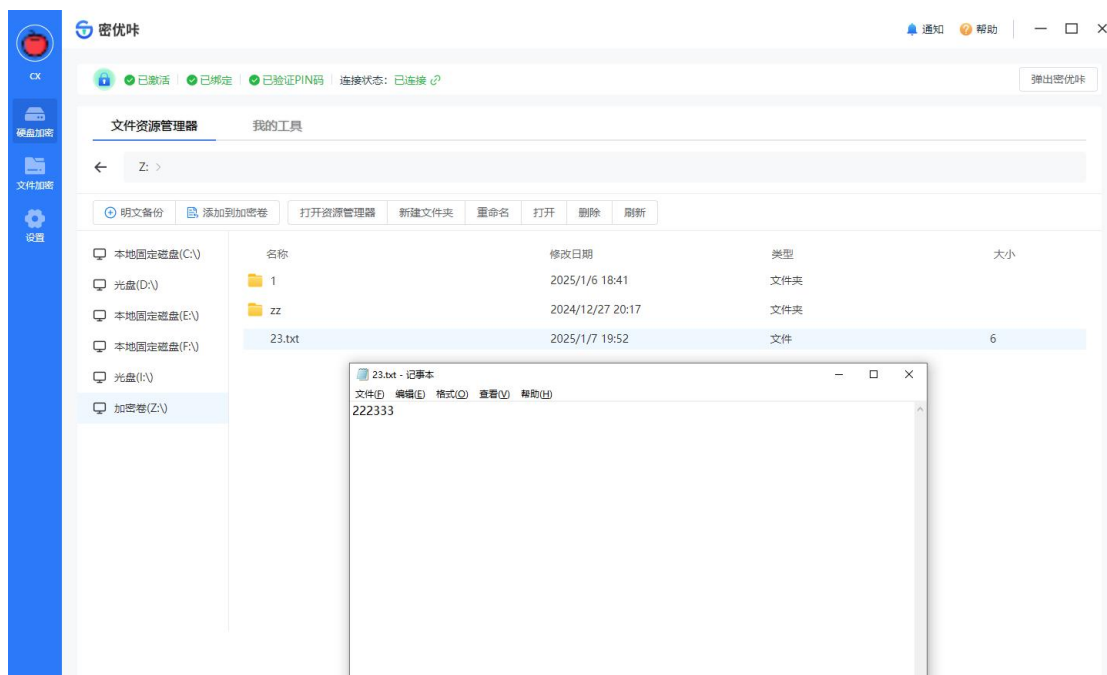 密优咔
通知 帮助
CX
已激活 已绑定 已验证PIN码 连接状态: 已连接 弹出密优咔
硬盘加密
文件加密
设置
文件资源管理器 我的工具
Z: >
明文备份 添加到加密卷 打开资源管理器 新建文件夹 重命名 打开 删除 刷新
本地固定磁盘(C:\)
光盘(D:\)
本地固定磁盘(E:\)
本地固定磁盘(F:\)
光盘(I:\)
加密卷(Z:\)
名称 修改日期 类型 大小
1 2025/1/6 18:41 文件夹
zz 2024/12/27 20:17 文件夹
23.txt 2025/1/7 19:52 文件 6
23.txt - 记事本
文件(F) 编辑(E) 格式(O) 查看(V) 帮助(H)
222333